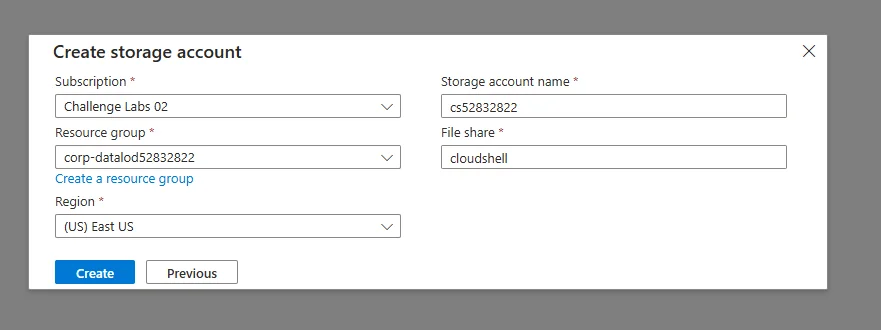 Create storage account
Subscription *
Challenge Labs 02
Resource group *
corp-datalod52832822
Create a resource group
Region *
(US) East US
Storage account name *
cs52832822
File share *
cloudshell
Create
Previous